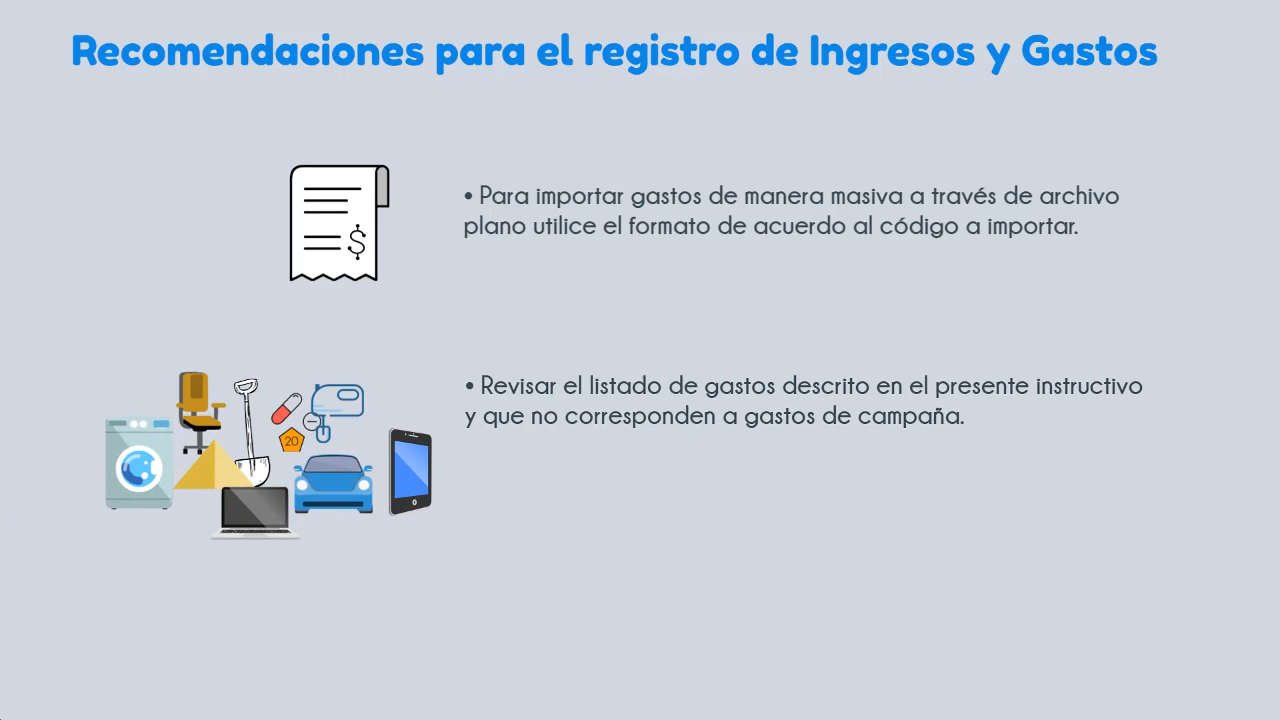 Recomendaciones para el registro de Ingresos y Gastos
• Para importar gastos de manera masiva a través de archivo
plano utilice el formato de acuerdo al código a importar.
$
• Revisar el listado de gastos descrito en el presente instructivo
y que no corresponden a gastos de campaña.
20